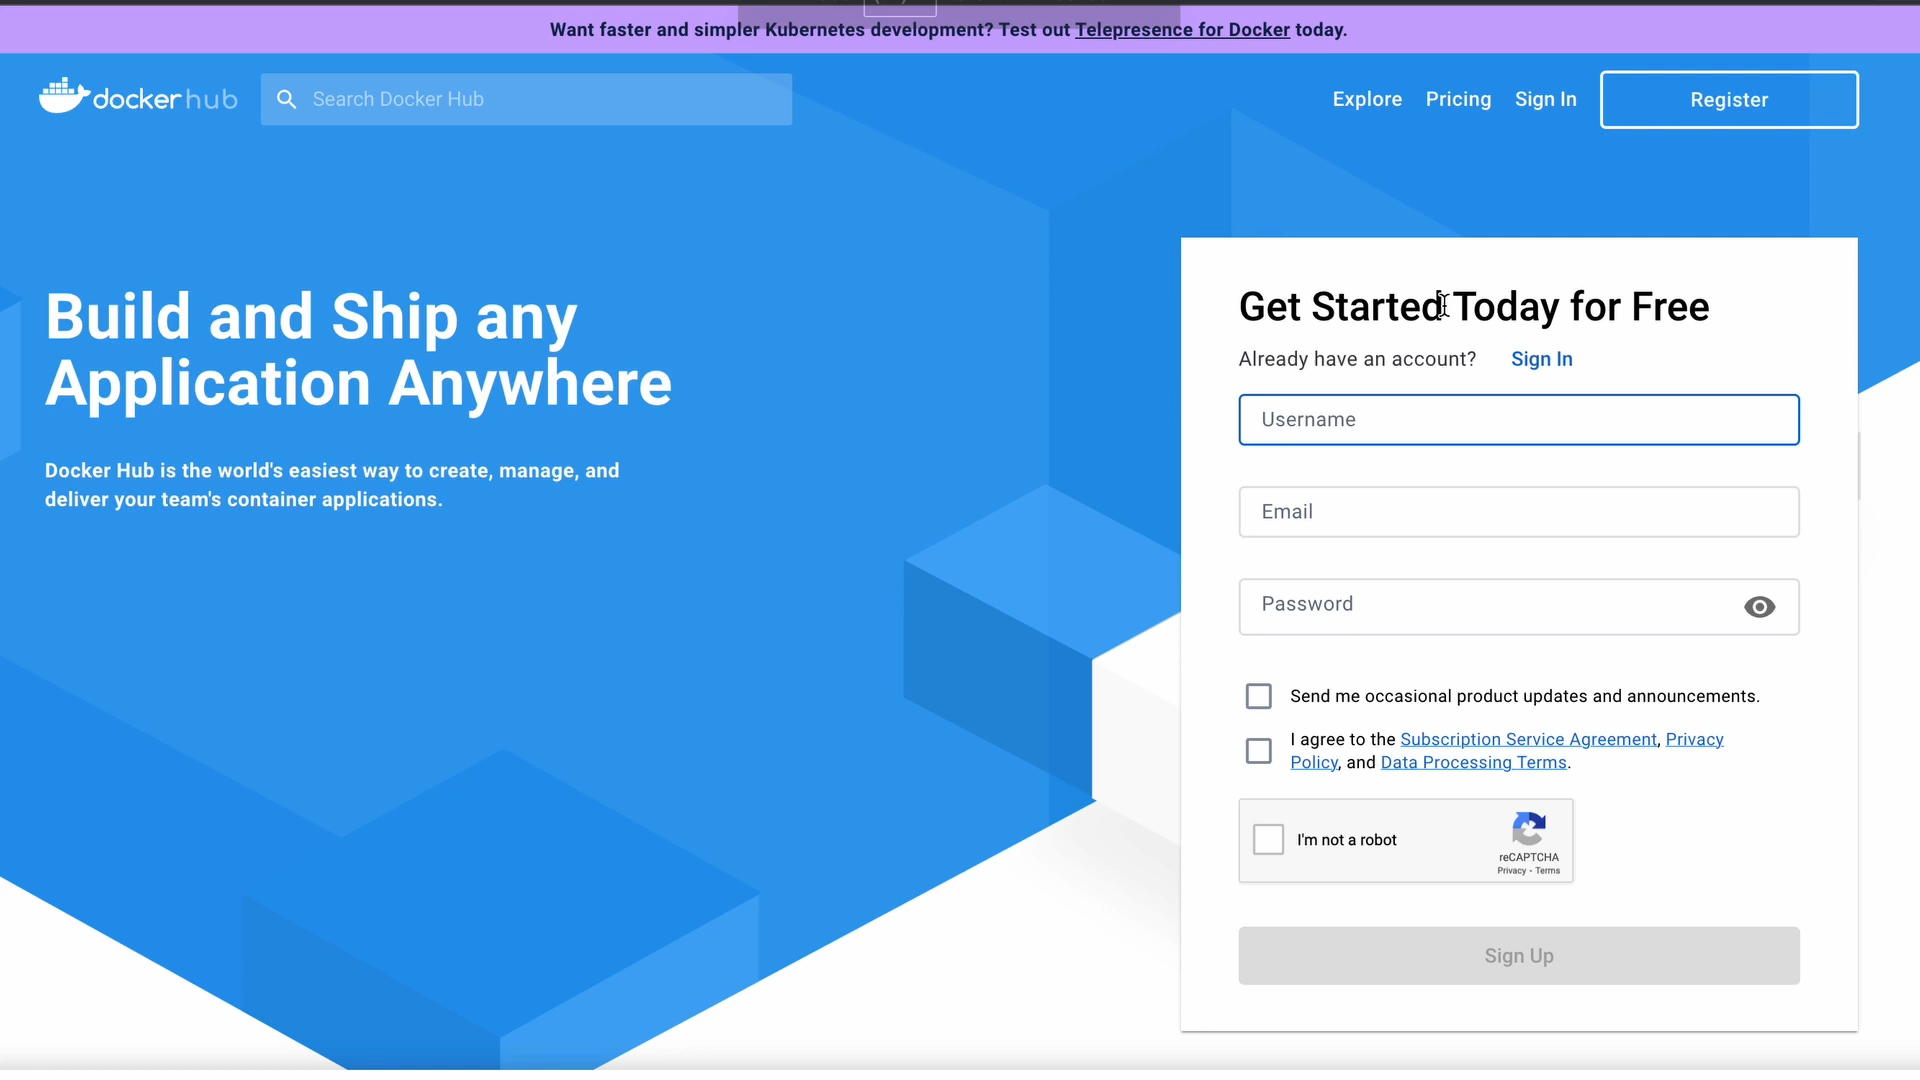 Want faster and simpler Kubernetes development? Test out Telepresence for Docker today.
docker hub
Search Docker Hub
Explore
Pricing
Sign In
Register
Build and Ship any
Application Anywhere
Docker Hub is the world's easiest way to create, manage, and
deliver your team's container applications.
Get Started Today for Free
Already have an account? Sign In
Username
Email
Password
Send me occasional product updates and announcements.
I agree to the Subscription Service Agreement, Privacy
Policy, and Data Processing Terms.
I'm not a robot
reCAPTCHA
Privacy - Terms
Sign Up